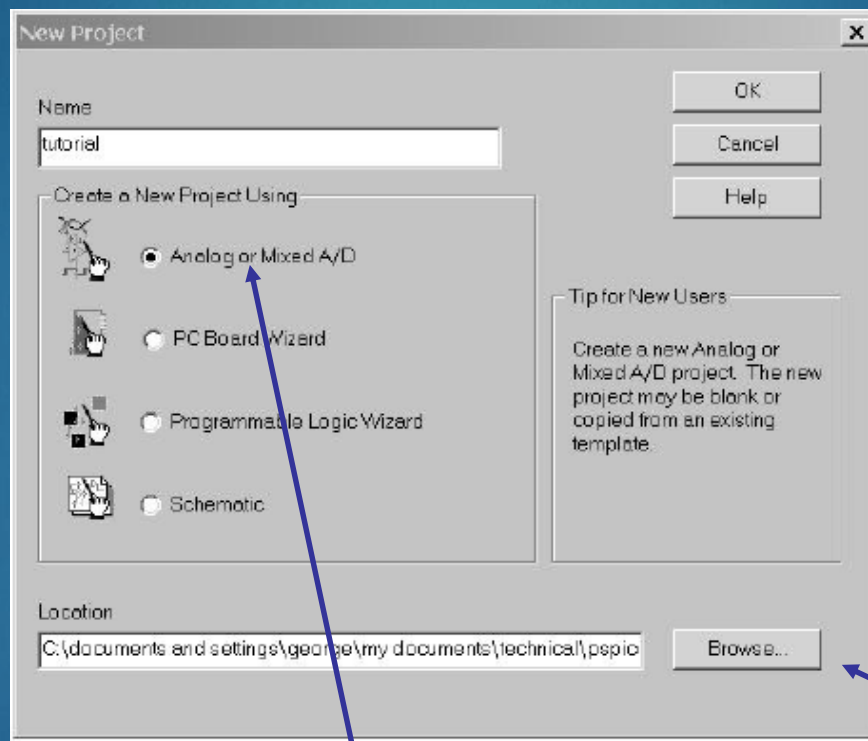 New Project
Name
tutorial
OK
Cancel
Help
Create a New Project Using
Analog or Mixed A/D
PC Board Wizard
Programmable Logic Wizard
Schematic
Tip for New Users
Create a new Analog or
Mixed A/D project. The new
project may be blank or
copied from an existing
template.
Location
C:\documents and settings\george\my documents\technical\pspic
Browse...